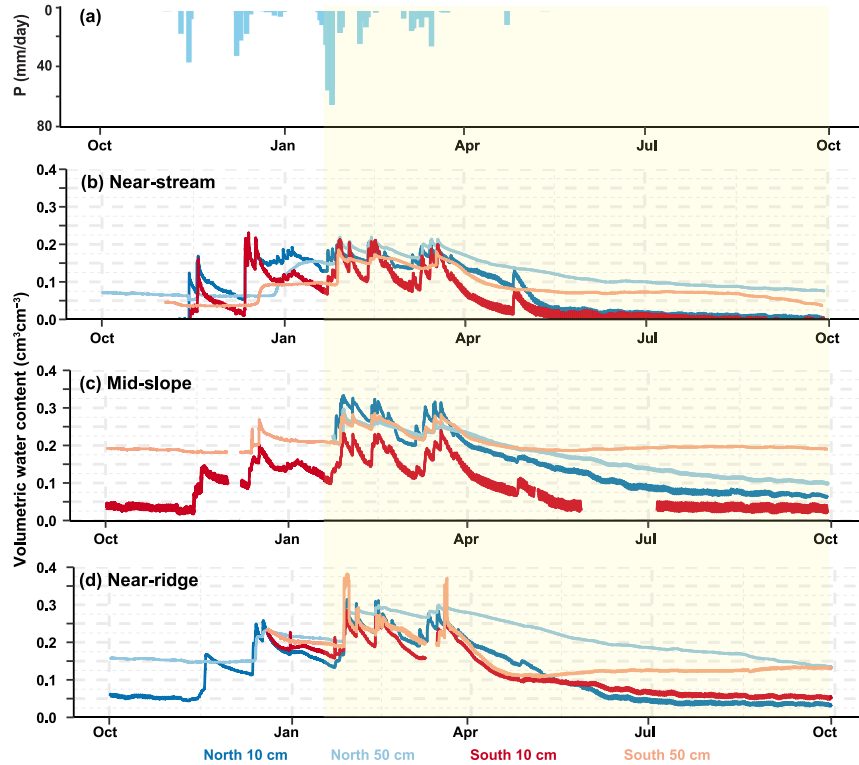 (a)
P (mm/day)
0
40
80
Oct
Jan
Apr
Jul
Oct
Volumetric water content (cm³cm⁻³)
(b) Near-stream
0.4
0.3
0.2
0.1
0.0
Oct
Jan
Apr
Jul
Oct
(c) Mid-slope
0.4
0.3
0.2
0.1
0.0
Oct
Jan
Apr
Jul
Oct
(d) Near-ridge
0.4
0.3
0.2
0.1
0.0
Oct
Jan
Apr
Jul
Oct
North 10 cm North 50 cm South 10 cm South 50 cm